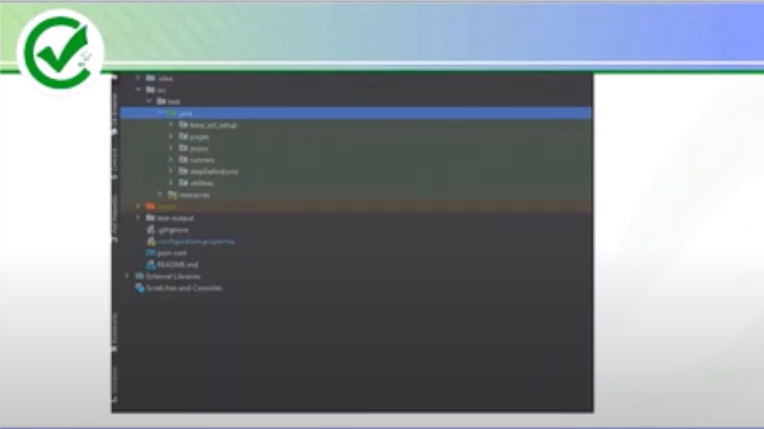 .idea
src
test
java
base_url_setup
pages
pojos
runners
stepDefinitions
utilities
resources
target
test-output
.gitignore
configuration.properties
pom.xml
README.md
External Libraries
Scratches and Consoles